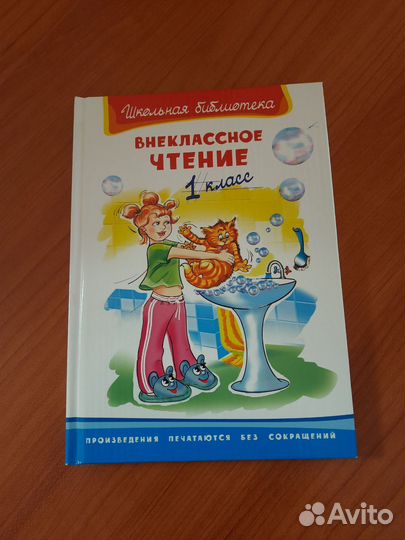 Школьная библиотека
ВНЕКЛАССНОЕ
ЧТЕНИЕ
1 класс
ПРОИЗВЕДЕНИЯ ПЕЧАТАЮТСЯ БЕЗ СОКРАЩЕНИЙ
Avito